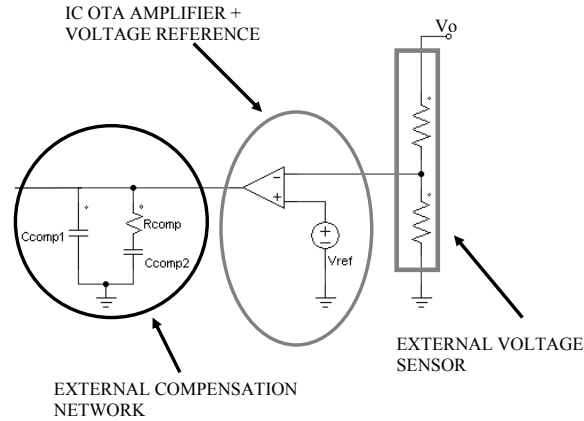 IC OTA AMPLIFIER +
VOLTAGE REFERENCE
Vo
Rcomp
Ccomp1
Ccomp2
Vref
EXTERNAL VOLTAGE
SENSOR
EXTERNAL COMPENSATION
NETWORK